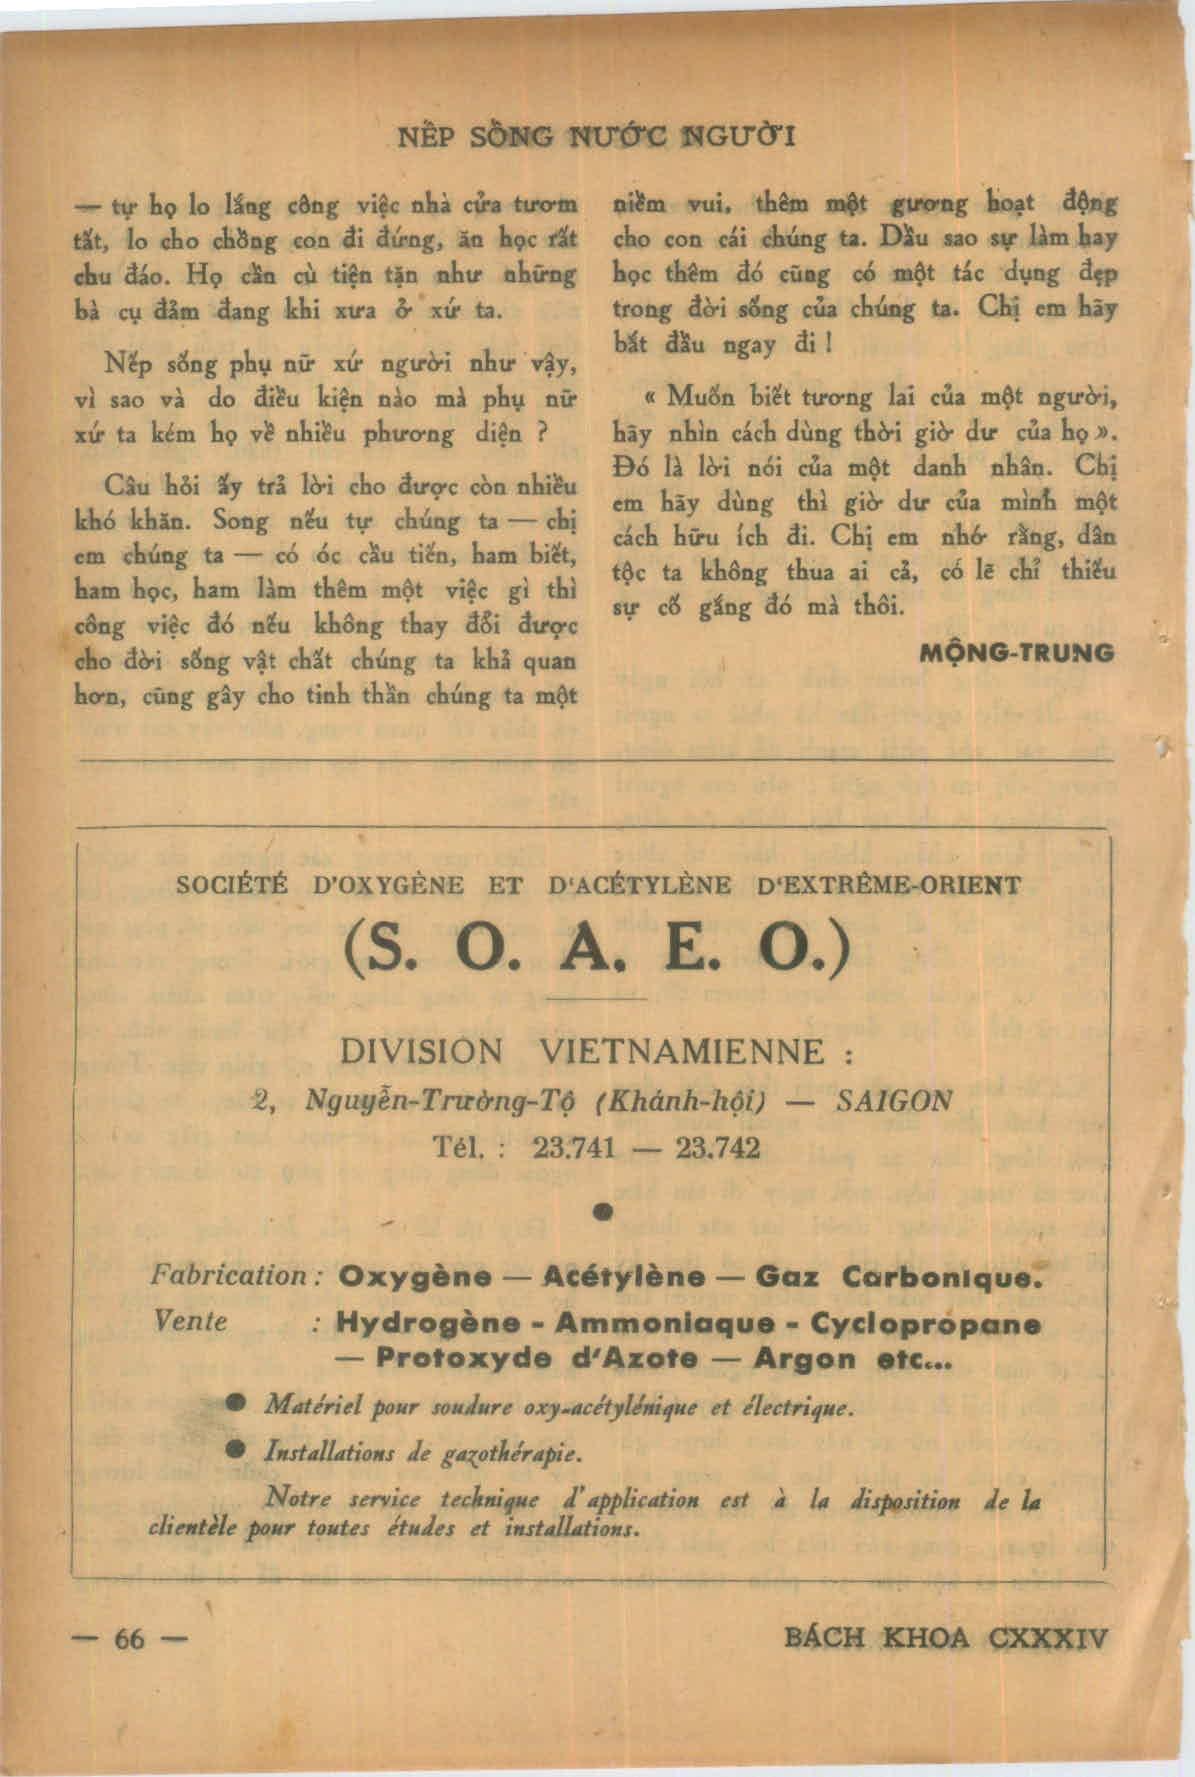 NẾP SỐNG NƯỚC NGƯỜI
— tự họ lo lắng công việc nhà cửa tươm
tất, lo cho chồng con đi đứng, ăn học rất
chu đáo. Họ cần cù tiện tặn như những
bà cụ đảm đang khi xưa ở xứ ta.
Nếp sống phụ nữ xứ người như vậy,
vì sao và do điều kiện nào mà phụ nữ
xứ ta kém họ về nhiều phương diện ?
Câu hỏi ấy trả lời cho được còn nhiều
khó khăn. Song nếu tự chúng ta — chị
em chúng ta — có óc cầu tiến, ham biết,
ham học, ham làm thêm một việc gì thì
công việc đó nếu không thay đổi được
cho đời sống vật chất chúng ta khả quan
hơn, cũng gây cho tinh thần chúng ta một
niềm vui, thêm một gương hoạt động
cho con cái chúng ta. Dầu sao sự làm hay
học thêm đó cũng có một tác dụng đẹp
trong đời sống của chúng ta. Chị em hãy
bắt đầu ngay đi !
« Muốn biết tương lai của một người,
hãy nhìn cách dùng thời giờ dư của họ ».
Đó là lời nói của một danh nhân. Chị
em hãy dùng thì giờ dư của mình một
cách hữu ích đi. Chị em nhớ rằng, dân
tộc ta không thua ai cả, có lẽ chỉ thiếu
sự cố gắng đó mà thôi.
MỘNG-TRUNG
SOCIÉTÉ D'OXYGÈNE ET D'ACÉTYLÈNE D'EXTRÊME-ORIENT
(S. O. A. E. O.)
DIVISION VIETNAMIENNE :
2, Nguyễn-Trường-Tộ (Khánh-hội) — SAIGON
Tél. : 23.741 — 23.742
Fabrication : Oxygène — Acétylène — Gaz Carbonique.
Vente : Hydrogène - Ammoniaque - Cyclopropane
— Protoxyde d'Azote — Argon etc...
● Matériel pour soudure oxy-acétylénique et électrique.
● Installations de gazothérapie.
Notre service technique d'application est à la disposition de la
clientèle pour toutes études et installations.
— 66 —
BÁCH KHOA CXXXIV